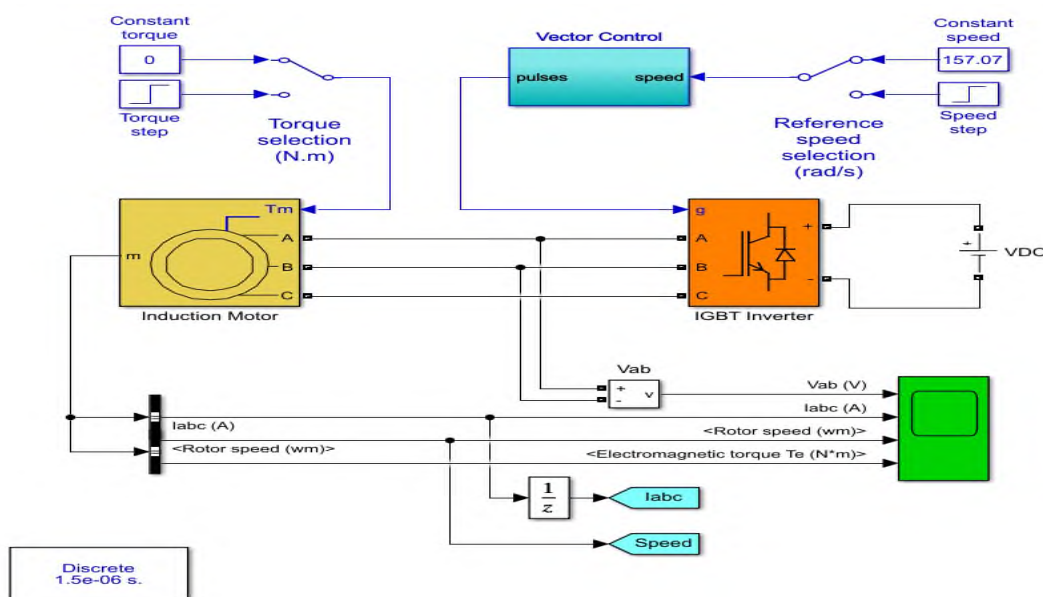 Constant
torque
0
Torque
step
Torque
selection
(N.m)
Vector Control
pulses
speed
Reference
speed
selection
(rad/s)
Constant
speed
157.07
Speed
step
Tm
m
A
B
C
Induction Motor
g
A
B
C
+
-
IGBT Inverter
+
VDC
Vab
+
-
v
Vab (V)
Iabc (A)
<Rotor speed (wm)>
<Electromagnetic torque Te (N*m)>
Iabc (A)
<Rotor speed (wm)>
1
z
Iabc
Speed
Discrete
1.5e-06 s.